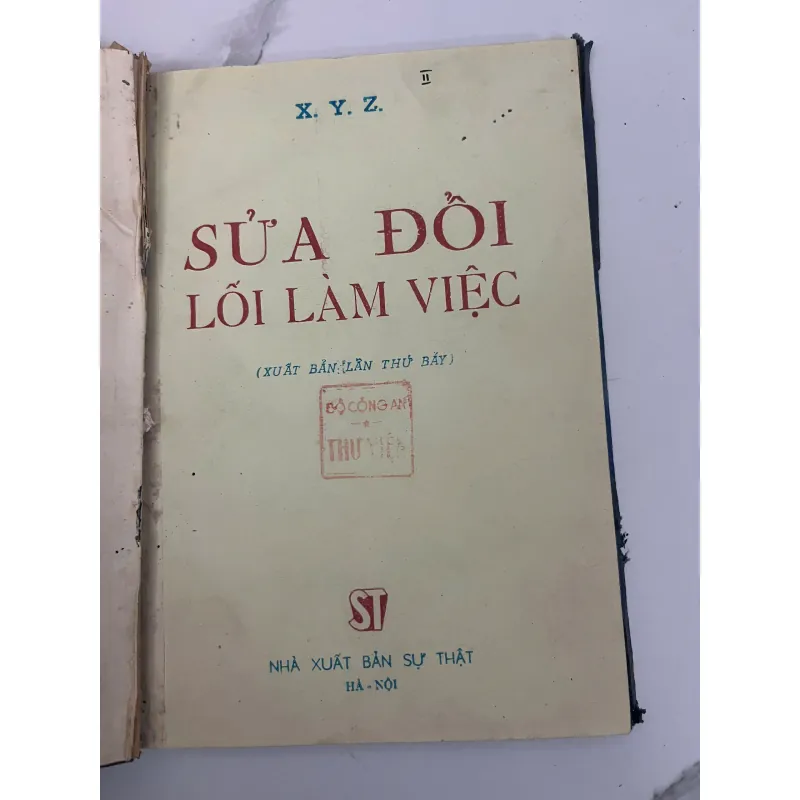 II
X. Y. Z.
SỬA ĐỔI
LỐI LÀM VIỆC
(XUẤT BẢN LẦN THỨ BẢY)
BỘ CÔNG AN
THƯ VIỆN
ST
NHÀ XUẤT BẢN SỰ THẬT
HÀ - NỘI